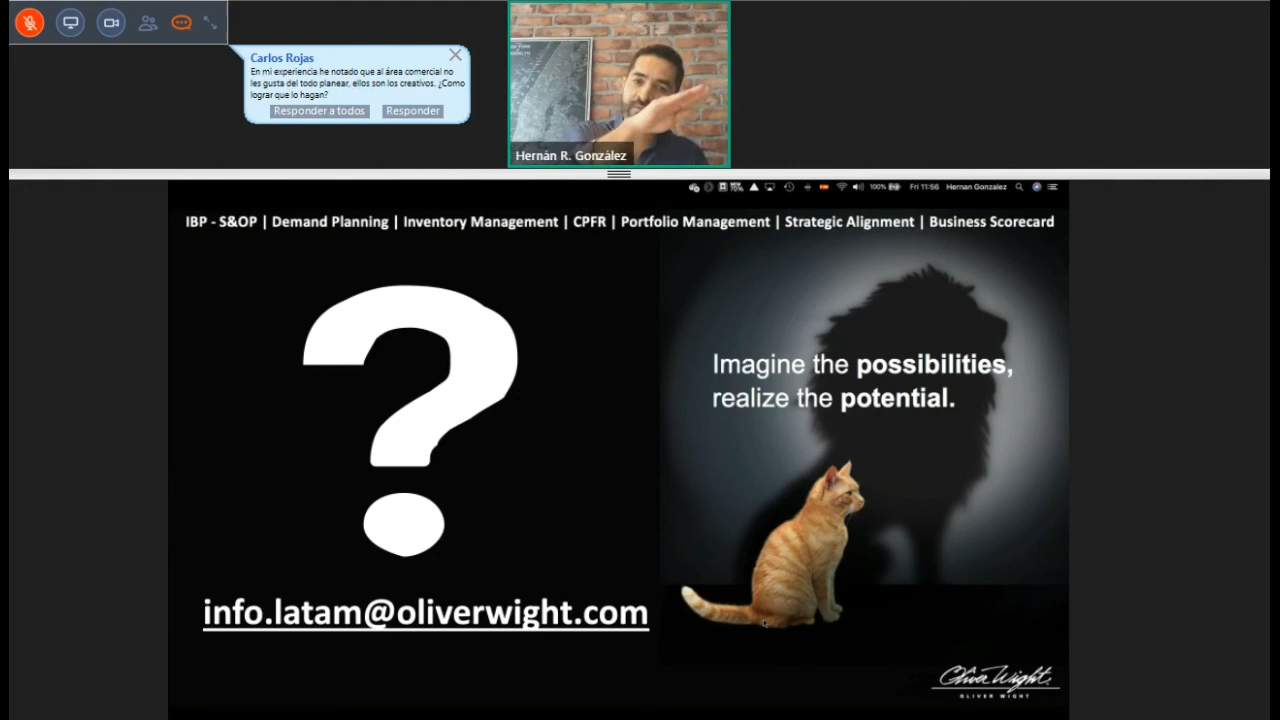 Carlos Rojas
En mi experiencia he notado que al área comercial no
les gusta del todo planear, ellos son los creativos. ¿Como
lograr que lo hagan?
Responder a todos Responder
Hernán R. González
100% Fri 11:56 Hernan Gonzalez
IBP - S&OP | Demand Planning | Inventory Management | CPFR | Portfolio Management | Strategic Alignment | Business Scorecard
?
Imagine the possibilities,
realize the potential.
info.latam@oliverwight.com
Oliver Wight
OLIVER WIGHT